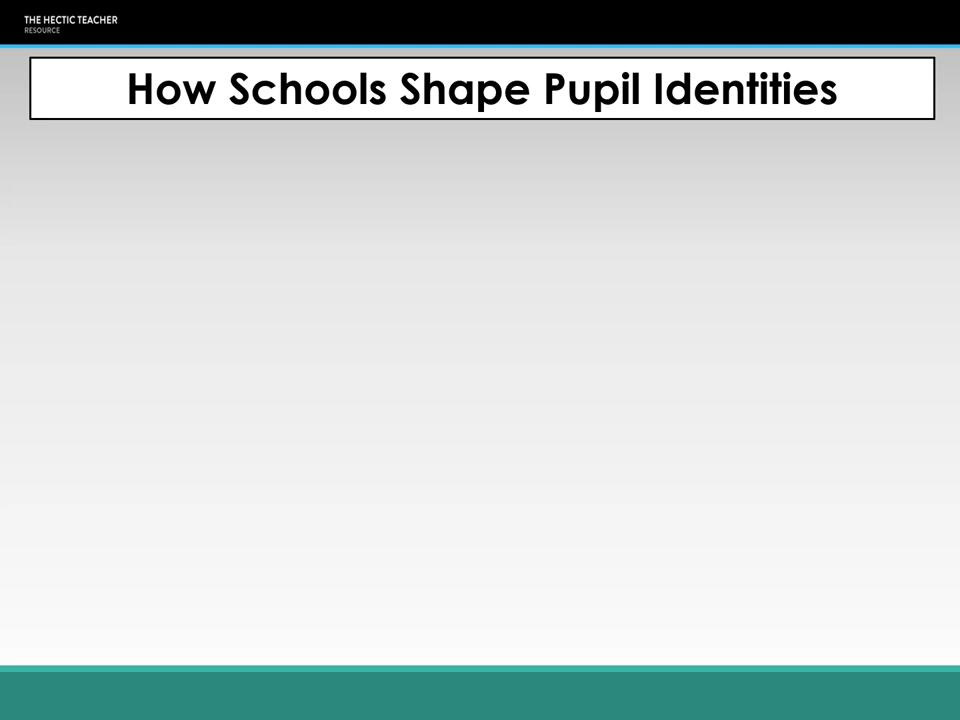 THE HECTIC TEACHER
RESOURCE
How Schools Shape Pupil Identities